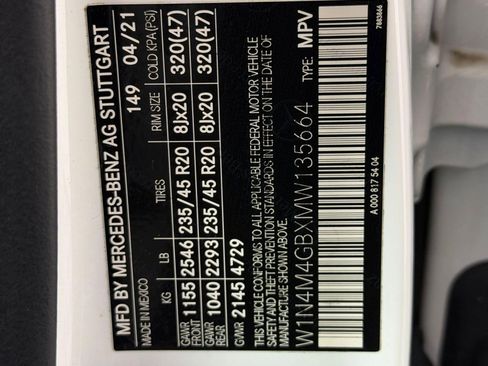 MFD BY MERCEDES-BENZ AG STUTTGART
MADE IN MEXICO 149 04/21
KG LB TIRES RIM SIZE COLD KPA(PSI)
GAWR FRONT 1155 2546 235/45 R20 8Jx20 320(47)
GAWR REAR 1040 2293 235/45 R20 8Jx20 320(47)
GVWR 2145 4729
THIS VEHICLE CONFORMS TO ALL APPLICABLE FEDERAL MOTOR VEHICLE
SAFETY AND THEFT PREVENTION STANDARDS IN EFFECT ON THE DATE OF
MANUFACTURE SHOWN ABOVE. TYPE: MPV
W1N4M4GBXMW135664
A 000 817 54 04
7883666